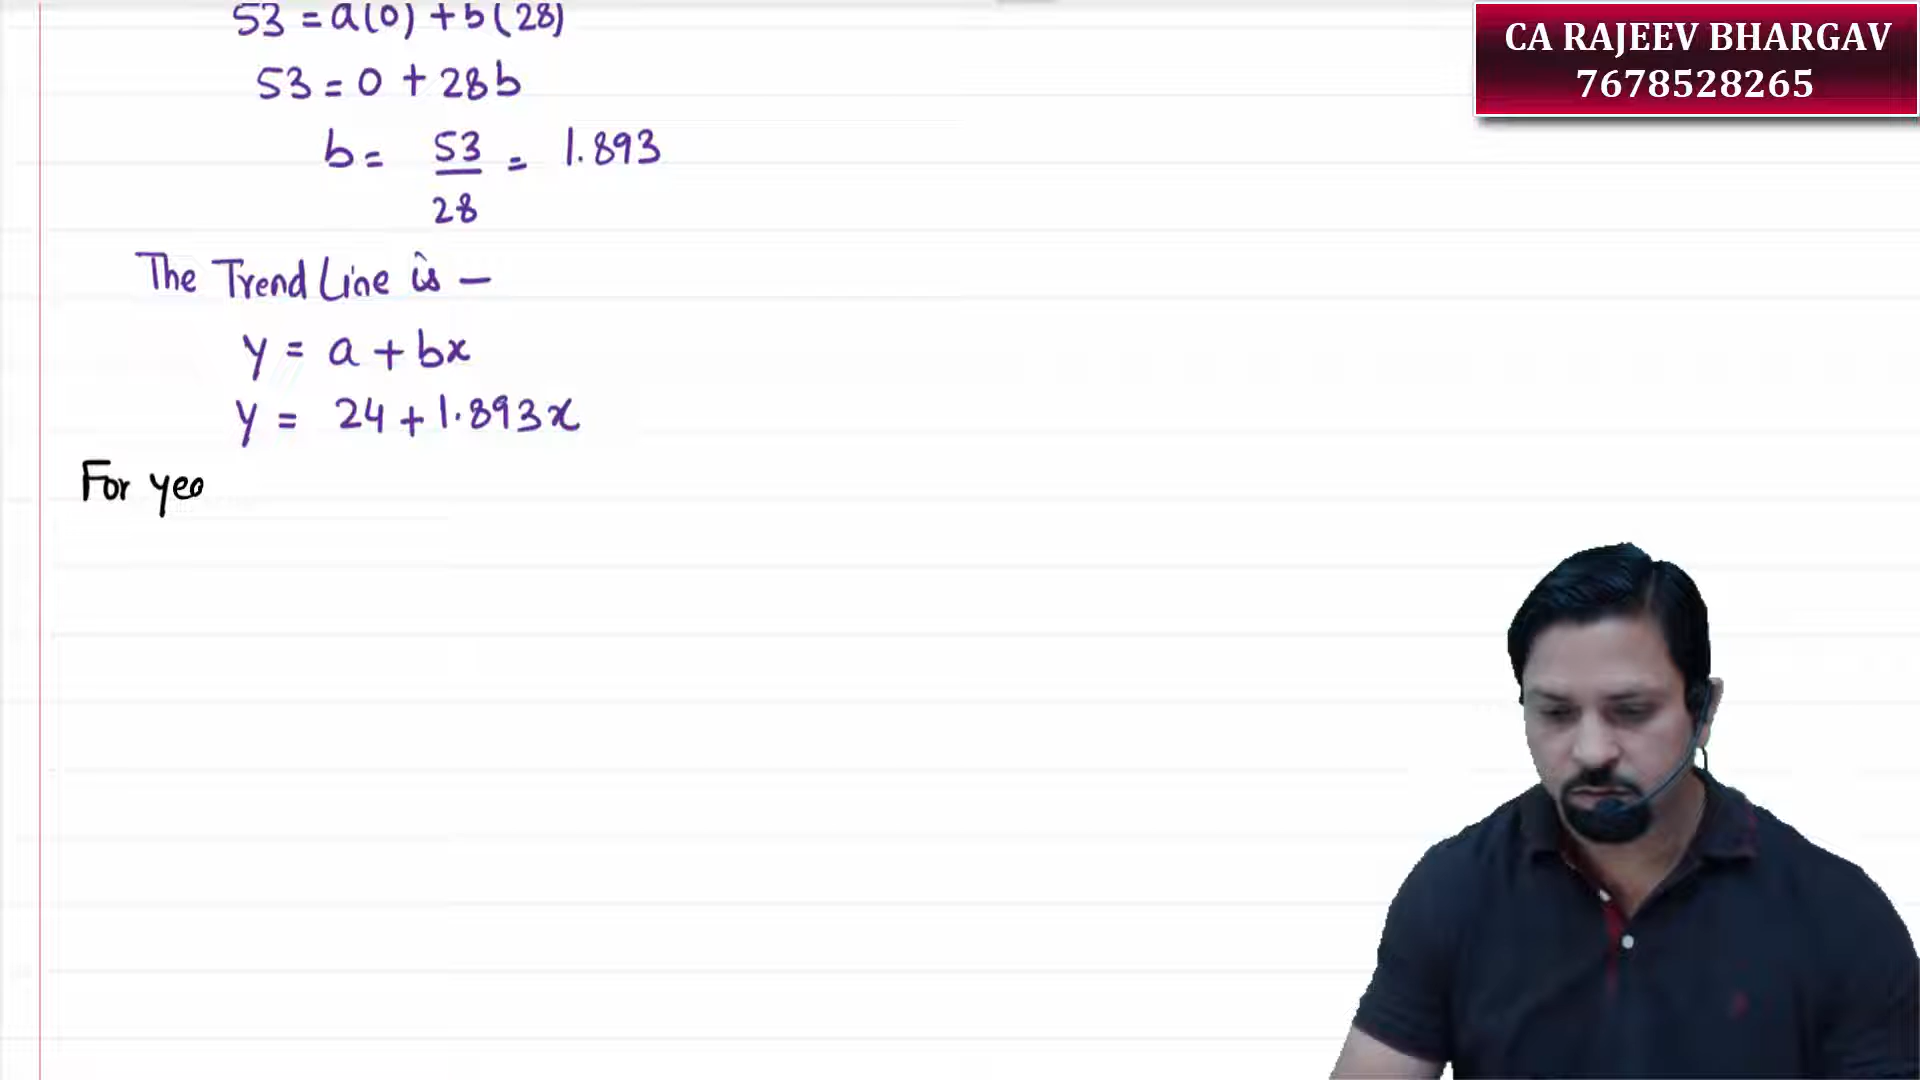 53 = a(0) + b(28)
CA RAJEEV BHARGAV
7678528265
53 = 0 + 28b
b = 53/28 = 1.893
The Trend Line is —
y = a + bx
y = 24 + 1.893x
For yea